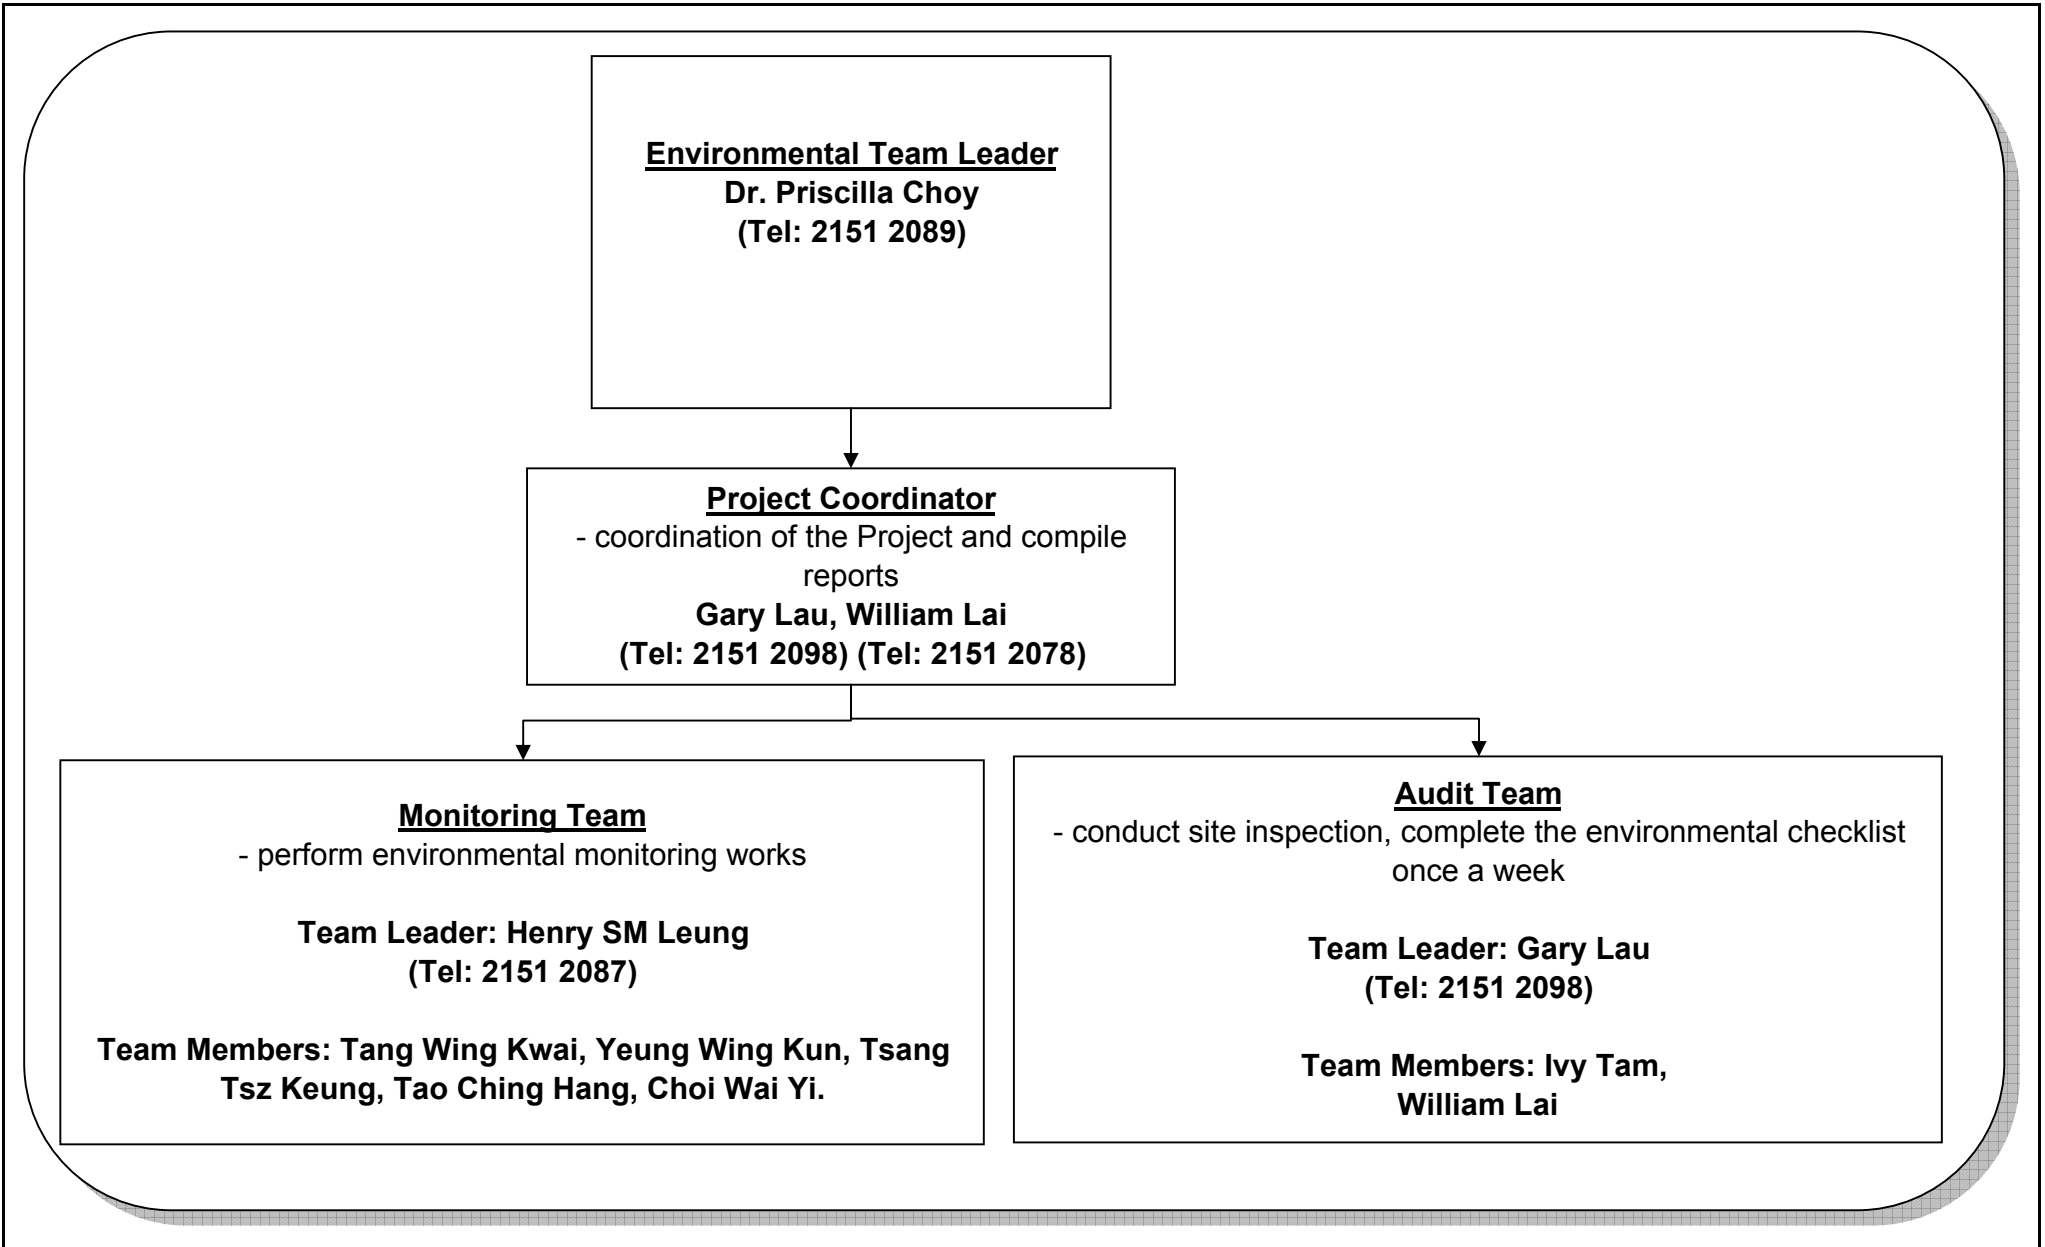 Environmental Team Leader
Dr. Priscilla Choy
(Tel: 2151 2089)
Project Coordinator
- coordination of the Project and compile
reports
Gary Lau, William Lai
(Tel: 2151 2098) (Tel: 2151 2078)
Monitoring Team
- perform environmental monitoring works
Team Leader: Henry SM Leung
(Tel: 2151 2087)
Team Members: Tang Wing Kwai, Yeung Wing Kun, Tsang
Tsz Keung, Tao Ching Hang, Choi Wai Yi.
Audit Team
- conduct site inspection, complete the environmental checklist
once a week
Team Leader: Gary Lau
(Tel: 2151 2098)
Team Members: Ivy Tam,
William Lai